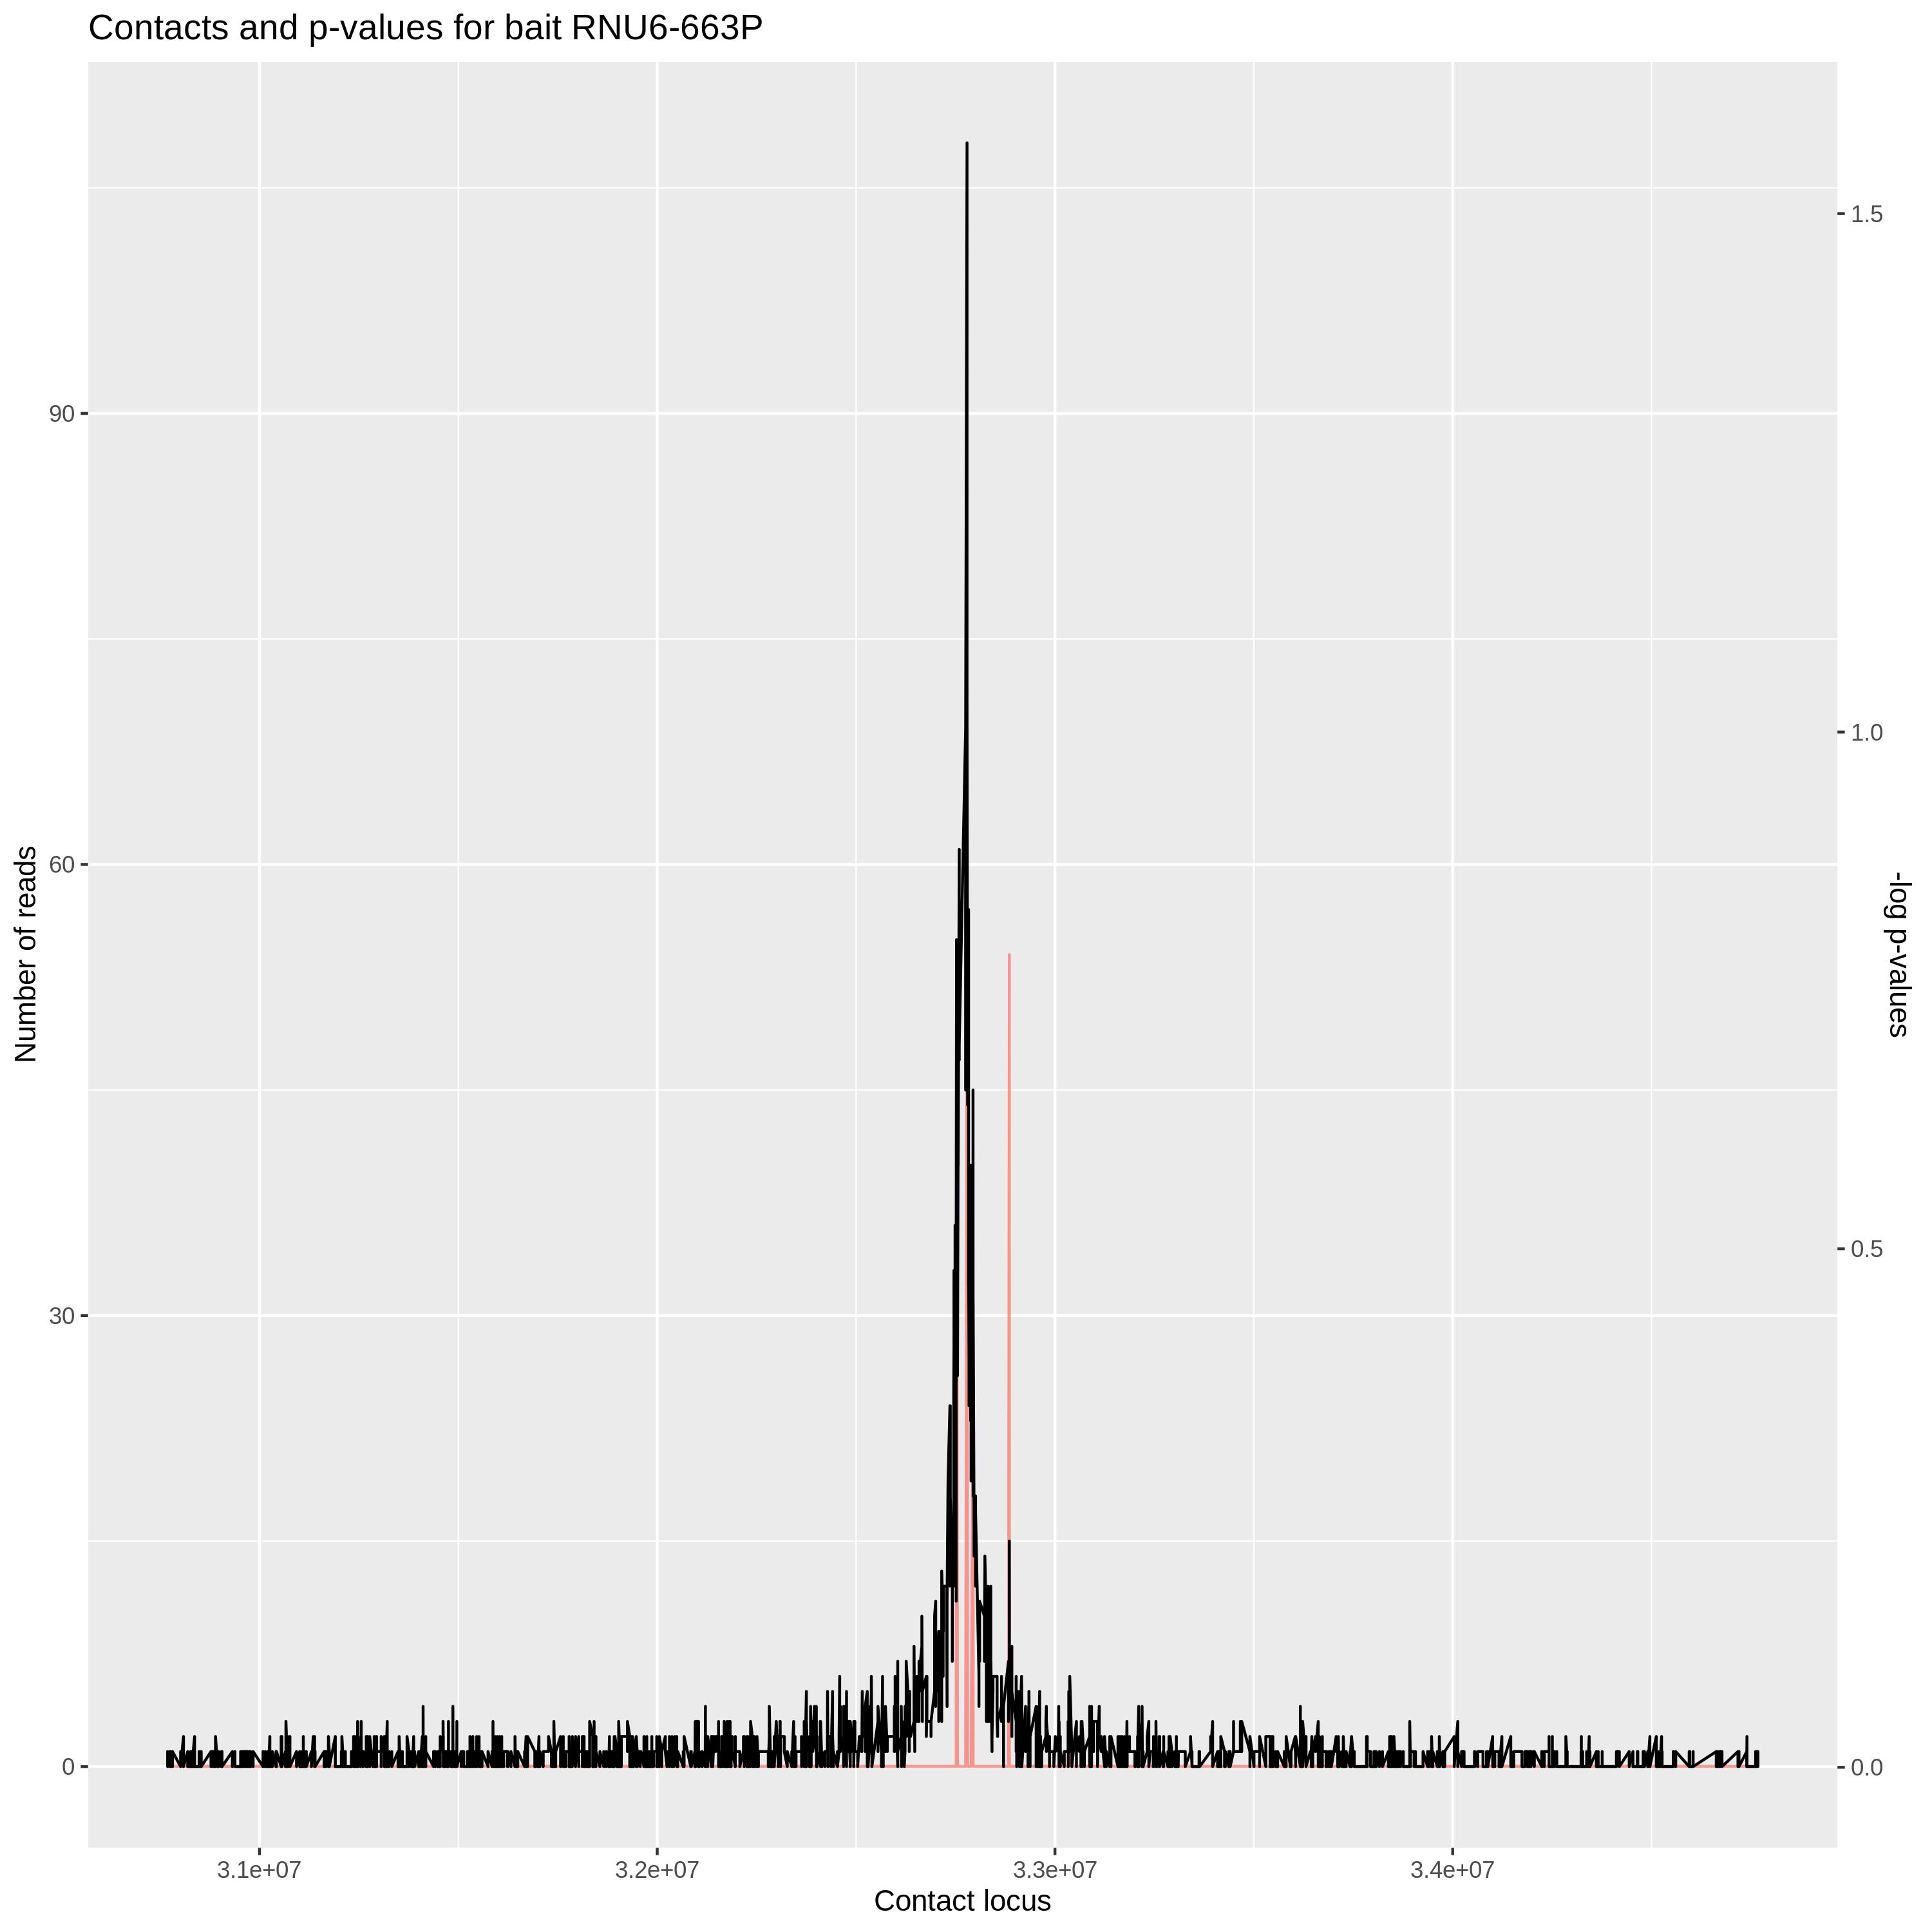 Contacts and p-values for bait RNU6-663P
Number of reads
90
60
30
0
1.5
1.0
0.5
0.0
-log p-values
3.1e+07
3.2e+07
3.3e+07
3.4e+07
Contact locus